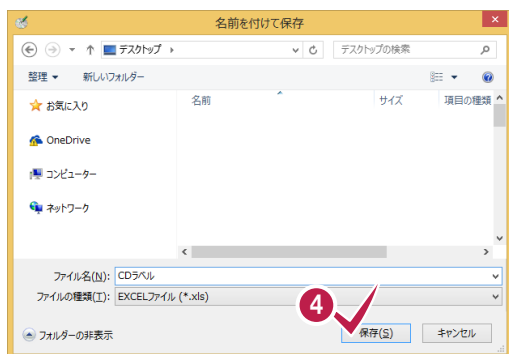 名前を付けて保存
デスクトップ
デスクトップの検索
整理 新しいフォルダー
名前 サイズ 項目の種類
お気に入り
OneDrive
コンピューター
ネットワーク
ファイル名(N): CDラベル
ファイルの種類(T): EXCELファイル (*.xls)
4
フォルダーの非表示 保存(S) キャンセル